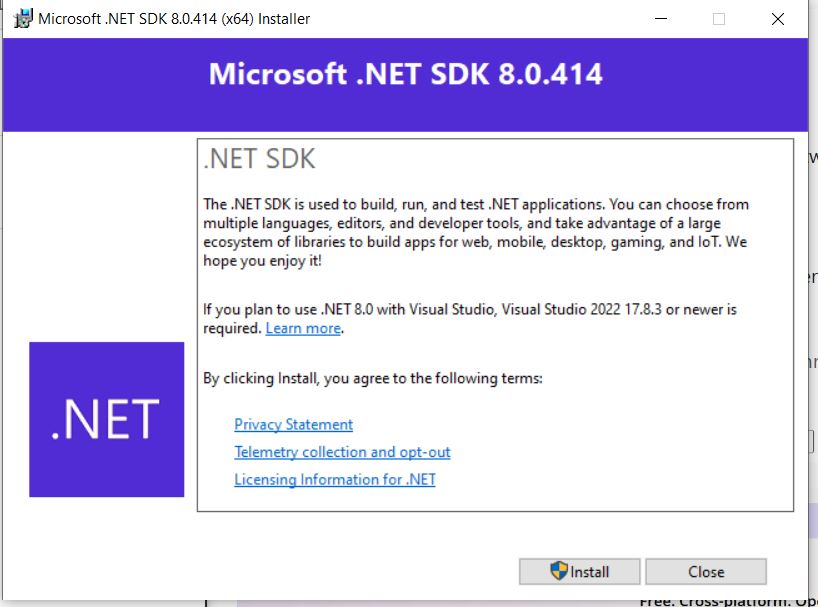 Microsoft .NET SDK 8.0.414 (x64) Installer
Microsoft .NET SDK 8.0.414
.NET SDK
The .NET SDK is used to build, run, and test .NET applications. You can choose from
multiple languages, editors, and developer tools, and take advantage of a large
ecosystem of libraries to build apps for web, mobile, desktop, gaming, and IoT. We
hope you enjoy it!
If you plan to use .NET 8.0 with Visual Studio, Visual Studio 2022 17.8.3 or newer is
required. Learn more.
By clicking Install, you agree to the following terms:
Privacy Statement
Telemetry collection and opt-out
Licensing Information for .NET
.NET
Install
Close
Free. Cross-platform. Op